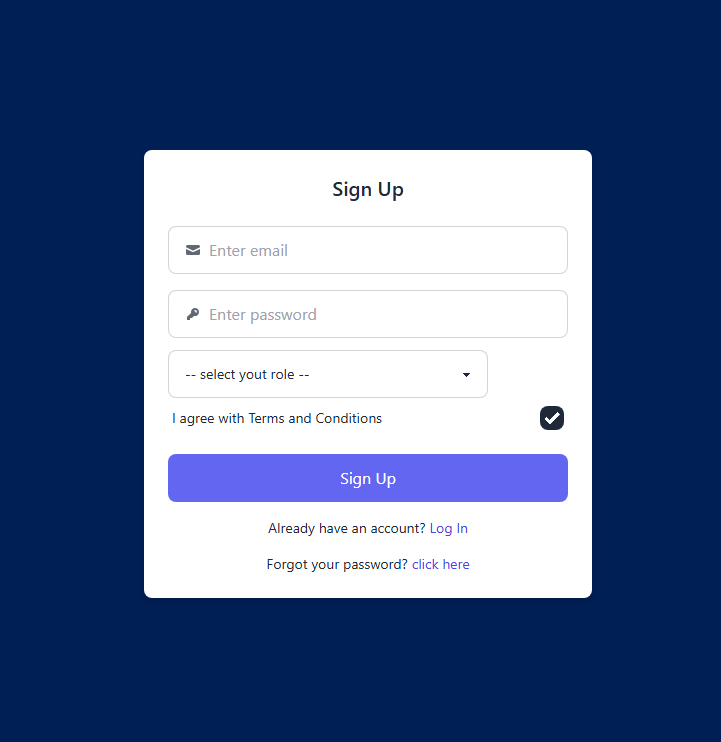 Sign Up
Enter email
Enter password
-- select yout role --
I agree with Terms and Conditions
Sign Up
Already have an account? Log In
Forgot your password? click here